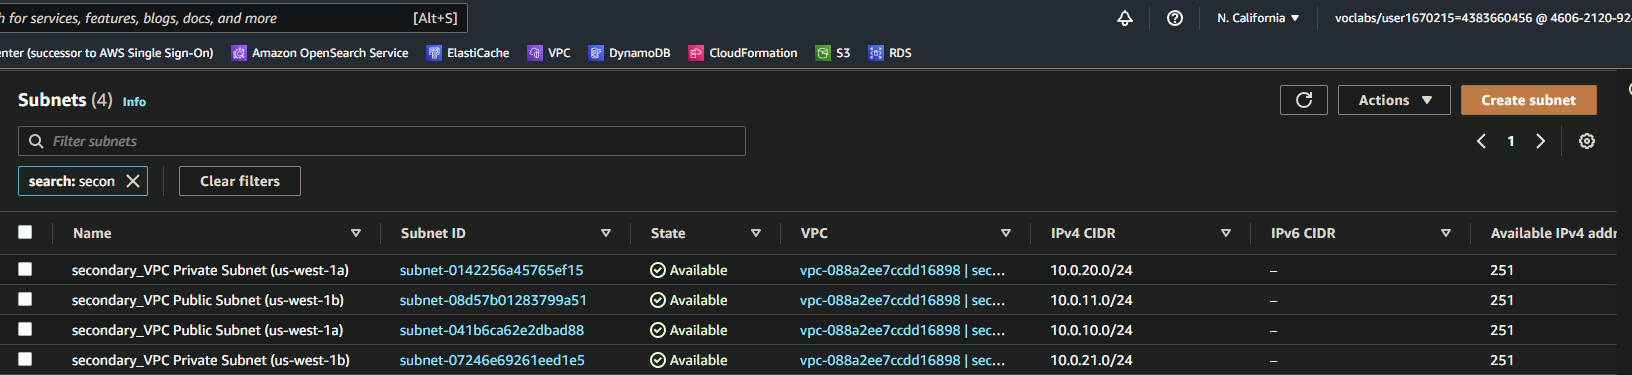 h for services, features, blogs, docs, and more [Alt+S] N. California voclabs/user1670215=4383660456 @ 4606-2120-92
enter (successor to AWS Single Sign-On) Amazon OpenSearch Service ElastiCache VPC DynamoDB CloudFormation S3 RDS
Subnets (4) Info Actions Create subnet
Filter subnets 1
search: secon Clear filters
Name Subnet ID State VPC IPv4 CIDR IPv6 CIDR Available IPv4 addr
secondary_VPC Private Subnet (us-west-1a) subnet-0142256a45765ef15 Available vpc-088a2ee7ccdd16898 | sec... 10.0.20.0/24 – 251
secondary_VPC Public Subnet (us-west-1b) subnet-08d57b01283799a51 Available vpc-088a2ee7ccdd16898 | sec... 10.0.11.0/24 – 251
secondary_VPC Public Subnet (us-west-1a) subnet-041b6ca62e2dbad88 Available vpc-088a2ee7ccdd16898 | sec... 10.0.10.0/24 – 251
secondary_VPC Private Subnet (us-west-1b) subnet-07246e69261eed1e5 Available vpc-088a2ee7ccdd16898 | sec... 10.0.21.0/24 – 251